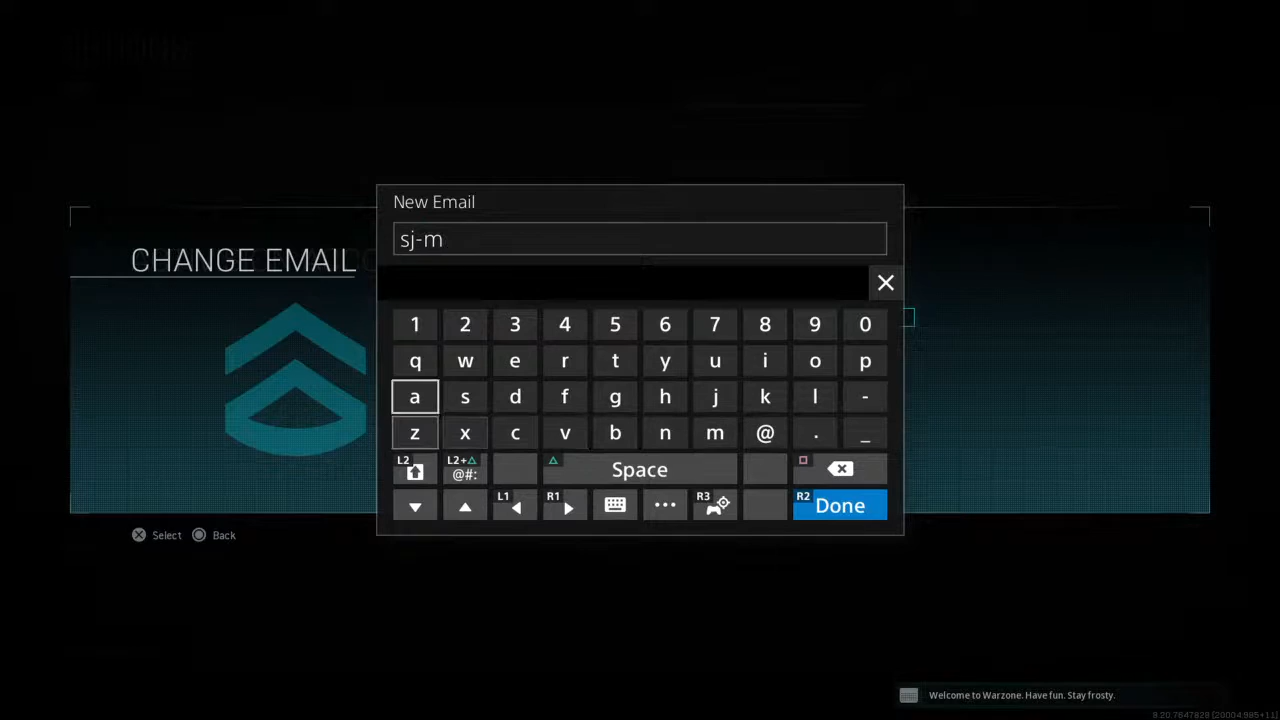 New Email
sj-m
CHANGE EMAIL
1 2 3 4 5 6 7 8 9 0
q w e r t y u i o p
a s d f g h j k l -
z x c v b n m @ . _
L2 L2+△ @#: △ Space □
L1 R1 ... R3 R2 Done
Select Back
Welcome to Warzone. Have fun. Stay frosty.